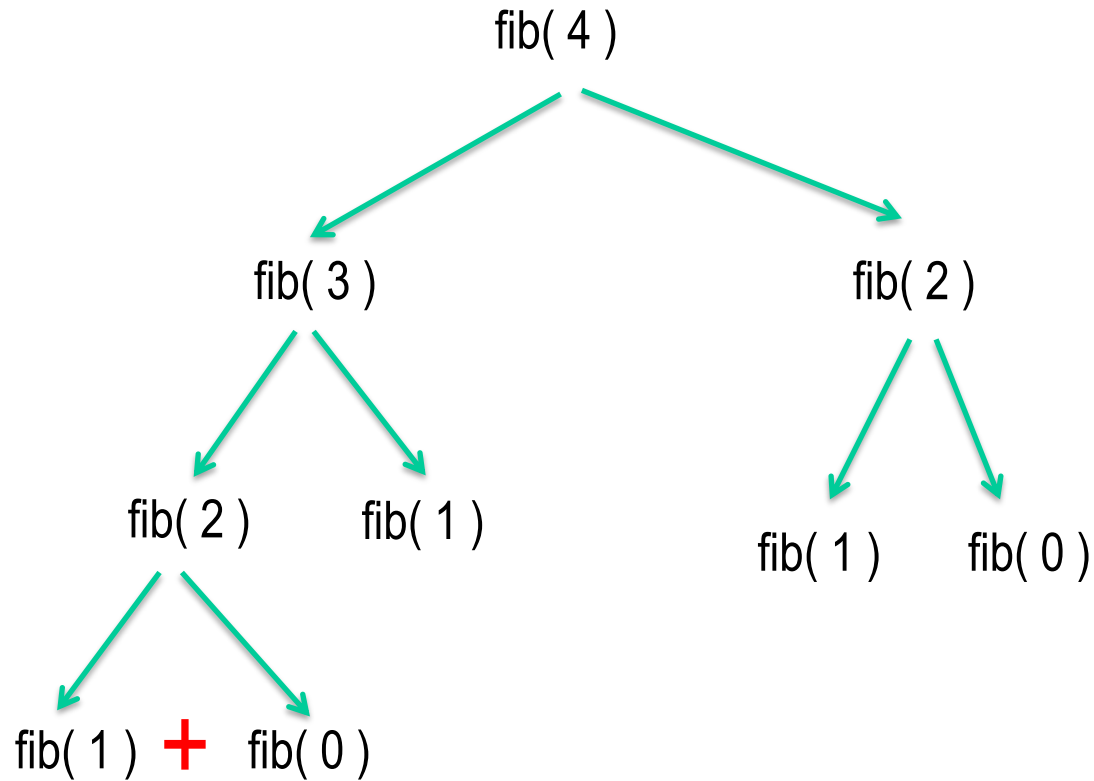 fib( 4 )
fib( 3 ) fib( 2 )
fib( 2 ) fib( 1 )
fib( 1 ) fib( 0 )
fib( 1 ) + fib( 0 )